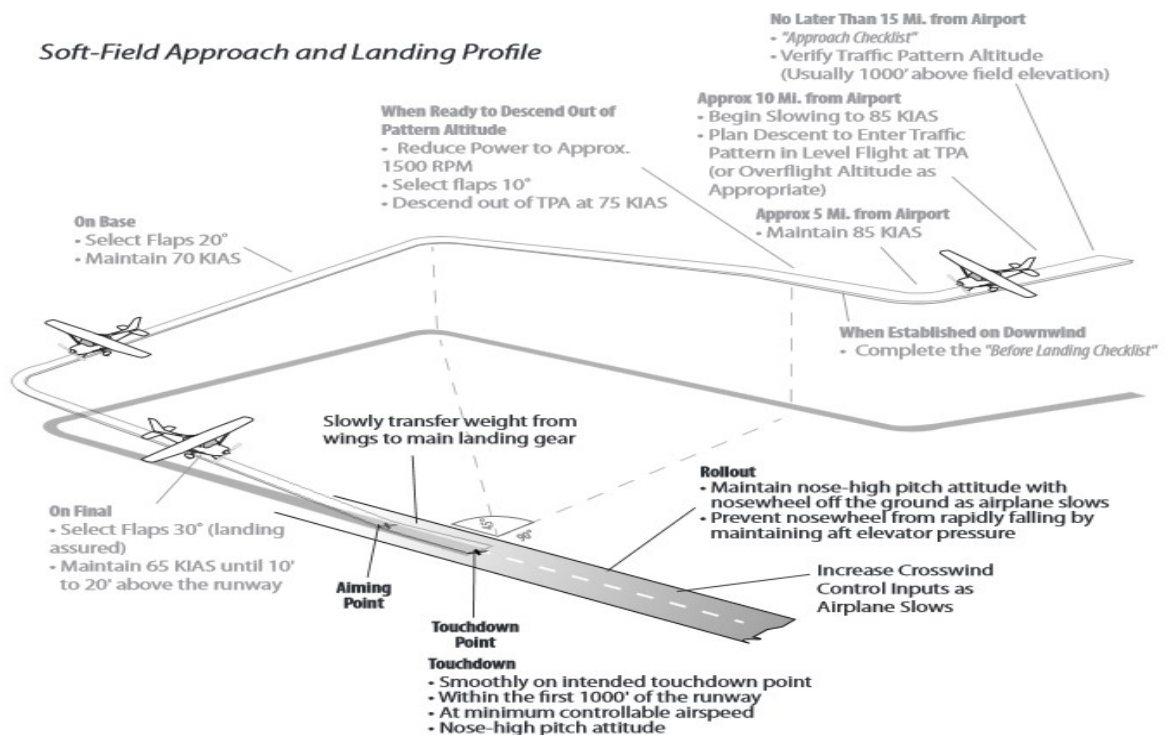 Soft-Field Approach and Landing Profile
No Later Than 15 Mi. from Airport
• "Approach Checklist"
• Verify Traffic Pattern Altitude
(Usually 1000' above field elevation)
When Ready to Descend Out of
Pattern Altitude
• Reduce Power to Approx.
1500 RPM
• Select flaps 10°
• Descend out of TPA at 75 KIAS
Approx 10 Mi. from Airport
• Begin Slowing to 85 KIAS
• Plan Descent to Enter Traffic
Pattern in Level Flight at TPA
(or Overflight Altitude as
Appropriate)
Approx 5 Mi. from Airport
• Maintain 85 KIAS
On Base
• Select Flaps 20°
• Maintain 70 KIAS
When Established on Downwind
• Complete the "Before Landing Checklist"
Slowly transfer weight from
wings to main landing gear
Rollout
• Maintain nose-high pitch attitude with
nosewheel off the ground as airplane slows
• Prevent nosewheel from rapidly falling by
maintaining aft elevator pressure
On Final
• Select Flaps 30° (landing
assured)
• Maintain 65 KIAS until 10'
to 20' above the runway
45°
90°
Aiming
Point
Increase Crosswind
Control Inputs as
Airplane Slows
Touchdown
Point
Touchdown
• Smoothly on intended touchdown point
• Within the first 1000' of the runway
• At minimum controllable airspeed
• Nose-high pitch attitude